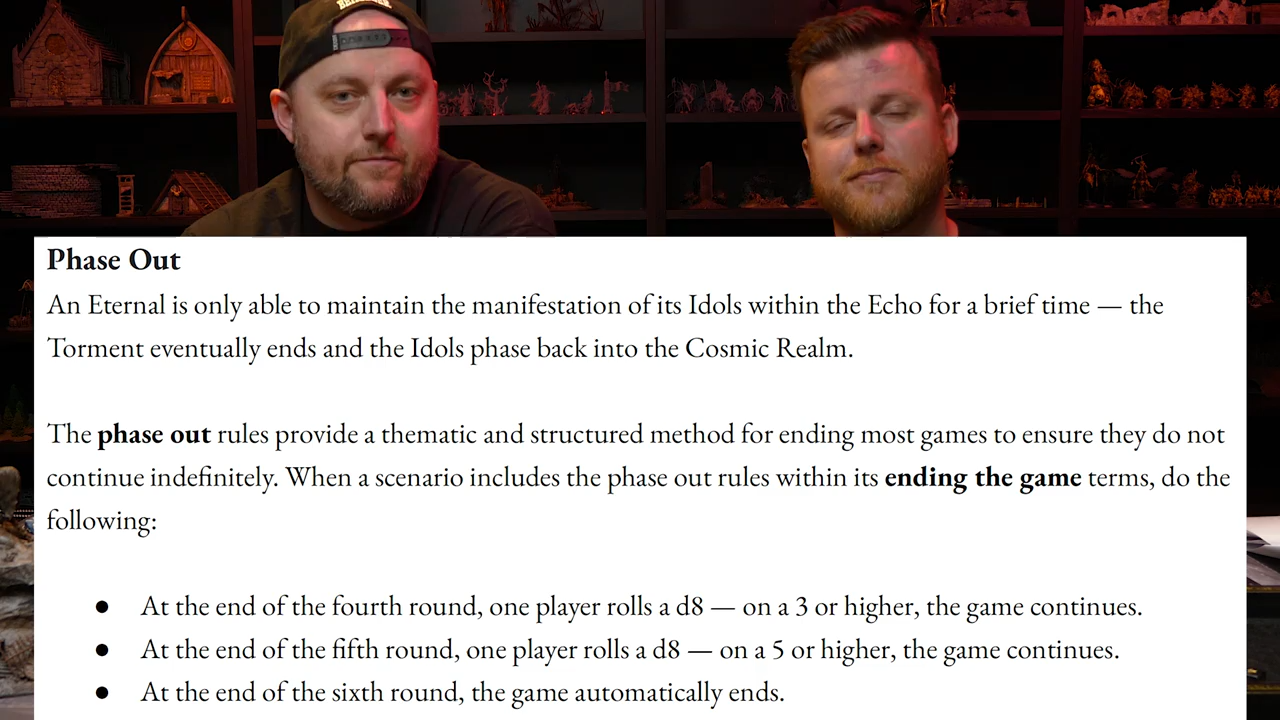 Phase Out
An Eternal is only able to maintain the manifestation of its Idols within the Echo for a brief time — the
Torment eventually ends and the Idols phase back into the Cosmic Realm.
The phase out rules provide a thematic and structured method for ending most games to ensure they do not
continue indefinitely. When a scenario includes the phase out rules within its ending the game terms, do the
following:
● At the end of the fourth round, one player rolls a d8 — on a 3 or higher, the game continues.
● At the end of the fifth round, one player rolls a d8 — on a 5 or higher, the game continues.
● At the end of the sixth round, the game automatically ends.